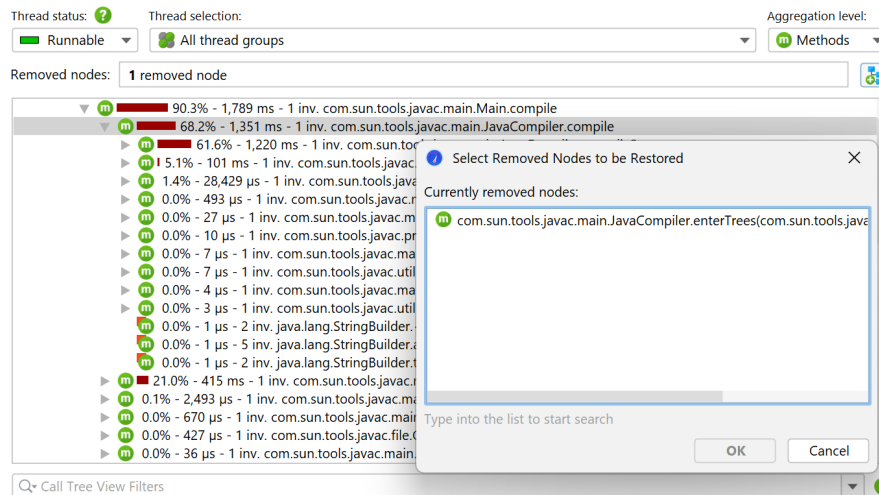 Thread status: ? Thread selection: Aggregation level:
Runnable All thread groups m Methods
Removed nodes: 1 removed node
m 90.3% - 1,789 ms - 1 inv. com.sun.tools.javac.main.Main.compile
m 68.2% - 1,351 ms - 1 inv. com.sun.tools.javac.main.JavaCompiler.compile
m 61.6% - 1,220 ms - 1 inv. com.sun.
m 5.1% - 101 ms - 1 inv. com.sun.tools.javac.
m 1.4% - 28,429 µs - 1 inv. com.sun.tools.java
m 0.0% - 493 µs - 1 inv. com.sun.tools.javac.
m 0.0% - 27 µs - 1 inv. com.sun.tools.javac.m
m 0.0% - 10 µs - 1 inv. com.sun.tools.javac.pr
m 0.0% - 7 µs - 1 inv. com.sun.tools.javac.ma
m 0.0% - 7 µs - 1 inv. com.sun.tools.javac.util
m 0.0% - 4 µs - 1 inv. com.sun.tools.javac.ma
m 0.0% - 3 µs - 1 inv. com.sun.tools.javac.util
m 0.0% - 1 µs - 2 inv. java.lang.StringBuilder.
m 0.0% - 1 µs - 5 inv. java.lang.StringBuilder.
m 0.0% - 1 µs - 2 inv. java.lang.StringBuilder.
m 21.0% - 415 ms - 1 inv. com.sun.tools.javac.
m 0.1% - 2,493 µs - 1 inv. com.sun.tools.javac.ma
m 0.0% - 670 µs - 1 inv. com.sun.tools.javac.mai
m 0.0% - 427 µs - 1 inv. com.sun.tools.javac.file.
m 0.0% - 36 µs - 1 inv. com.sun.tools.javac.main.
Select Removed Nodes to be Restored
Currently removed nodes:
m com.sun.tools.javac.main.JavaCompiler.enterTrees(com.sun.tools.java
Type into the list to start search
OK Cancel
Call Tree View Filters